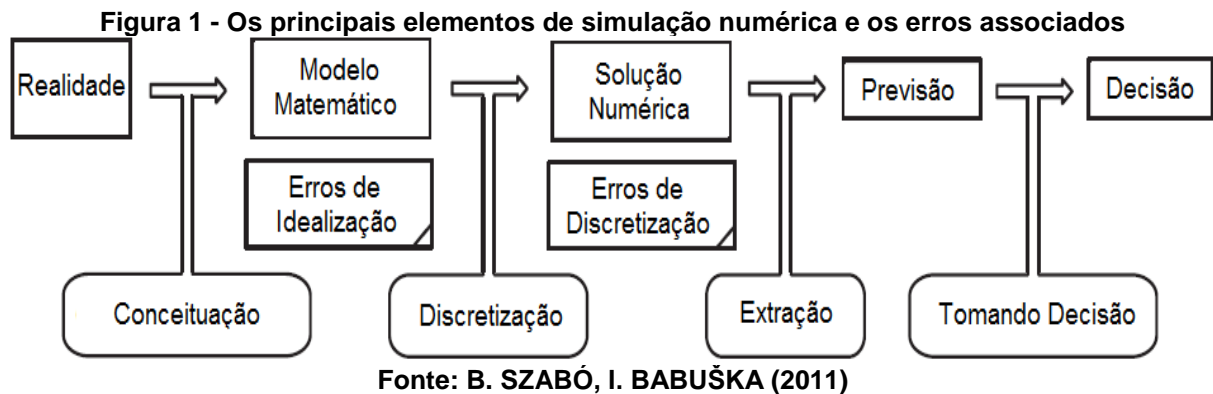 Figura 1 - Os principais elementos de simulação numérica e os erros associados
Realidade
Modelo
Matemático
Solução
Numérica
Previsão
Decisão
Erros de
Idealização
Erros de
Discretização
Conceituação
Discretização
Extração
Tomando Decisão
Fonte: B. SZABÓ, I. BABUŠKA (2011)